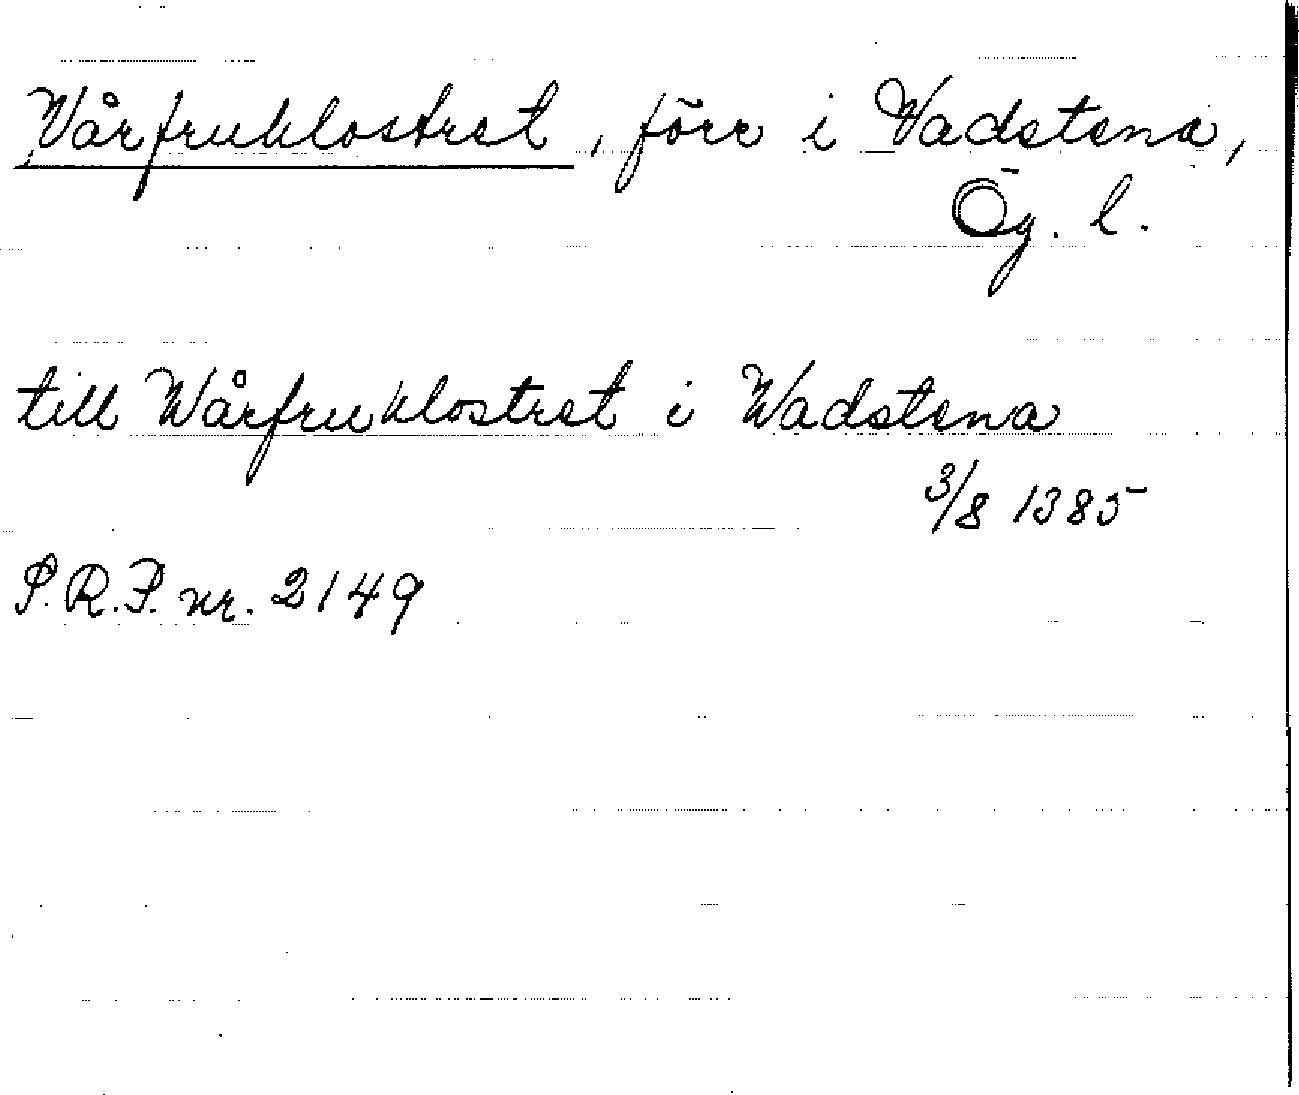 Vårfruklostret, förr i Vadstena,
Ög. l.
till Wårfruklostret i Wadstena
3/8 1385
S.R.P. nr. 2149